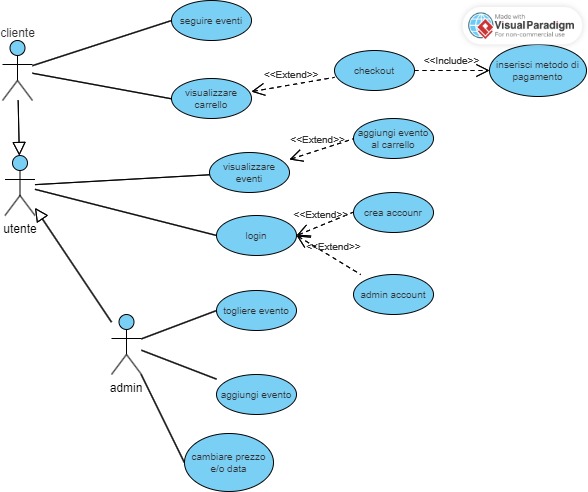 Made with
Visual Paradigm
For non-commercial use
cliente
seguire eventi
visualizzare
carrello
<<Extend>>
checkout
<<Include>>
inserisci metodo di
pagamento
utente
visualizzare
eventi
<<Extend>>
aggiungi evento
al carrello
login
<<Extend>>
crea accounr
<<Extend>>
admin account
admin
togliere evento
aggiungi evento
cambiare prezzo
e/o data